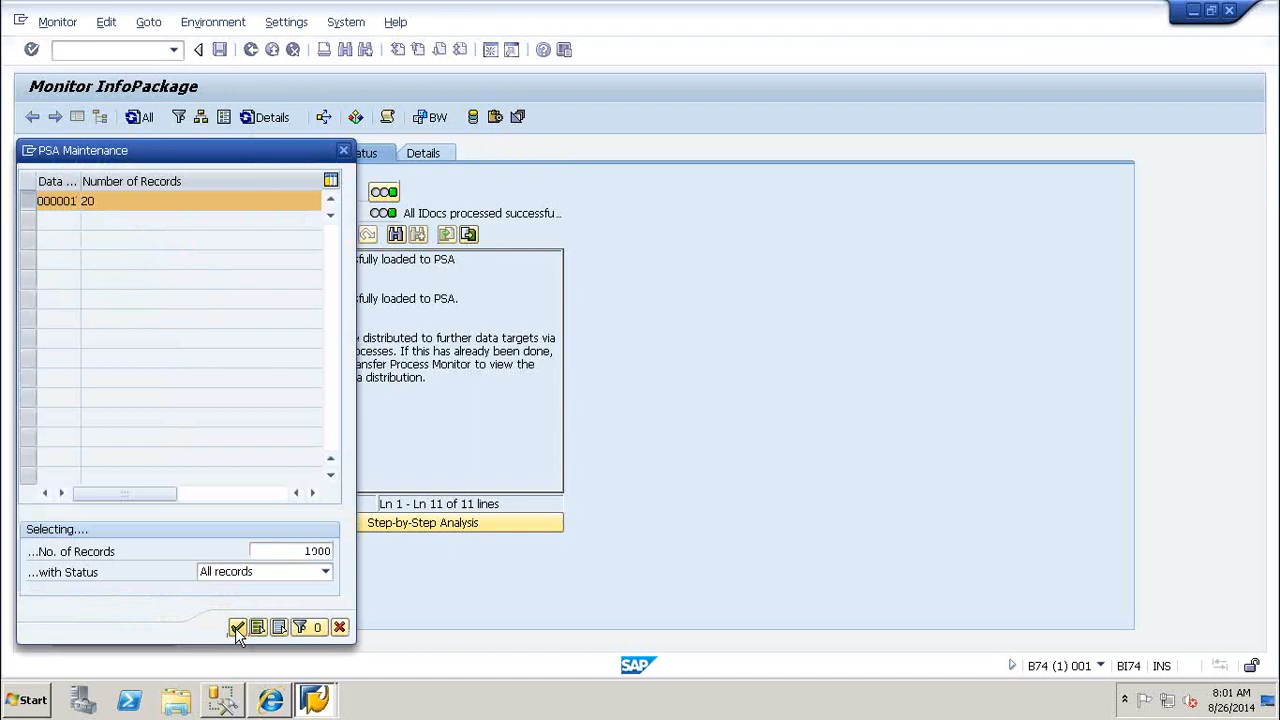 Monitor Edit Goto Environment Settings System Help
Monitor InfoPackage
All Details BW
PSA Maintenance
atus Details
Data ... Number of Records
000001 20
All IDocs processed successfu...
sfully loaded to PSA
sfully loaded to PSA.
e distributed to further data targets via
ocesses. If this has already been done,
ansfer Process Monitor to view the
a distribution.
Ln 1 - Ln 11 of 11 lines
Step-by-Step Analysis
Selecting....
...No. of Records 1000
...with Status All records
0
SAP
B74 (1) 001 BI74 INS
Start
8:01 AM
8/26/2014